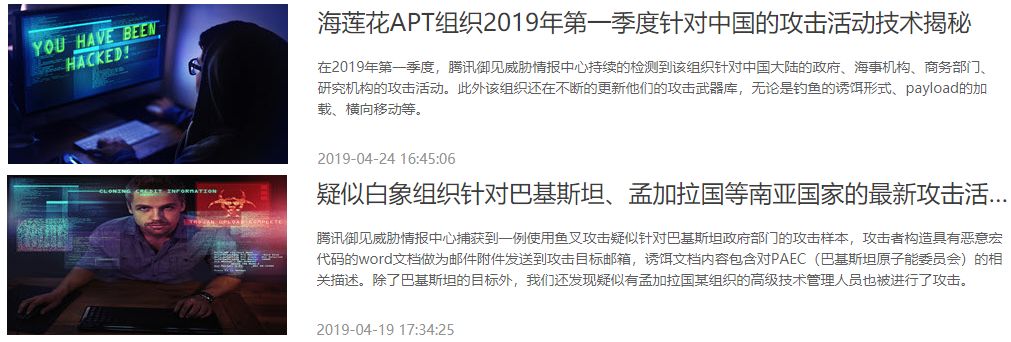 YOU HAVE BEEN
HACKED!
海莲花APT组织2019年第一季度针对中国的攻击活动技术揭秘
在2019年第一季度，腾讯御见威胁情报中心持续的检测到该组织针对中国大陆的政府、海事机构、商务部门、
研究机构的攻击活动。此外该组织还在不断的更新他们的攻击武器库，无论是钓鱼的诱饵形式、payload的加
载、横向移动等。
2019-04-24 16:45:06
CLONING CREDIT INFORMATION
TROJAN UPLOAD COMPLETE
疑似白象组织针对巴基斯坦、孟加拉国等南亚国家的最新攻击活...
腾讯御见威胁情报中心捕获到一例使用鱼叉攻击疑似针对巴基斯坦政府部门的攻击样本，攻击者构造具有恶意宏
代码的word文档做为邮件附件发送到攻击目标邮箱，诱饵文档内容包含对PAEC（巴基斯坦原子能委员会）的相
关描述。除了巴基斯坦的目标外，我们还发现疑似有孟加拉国某组织的高级技术管理人员也被进行了攻击。
2019-04-19 17:34:25